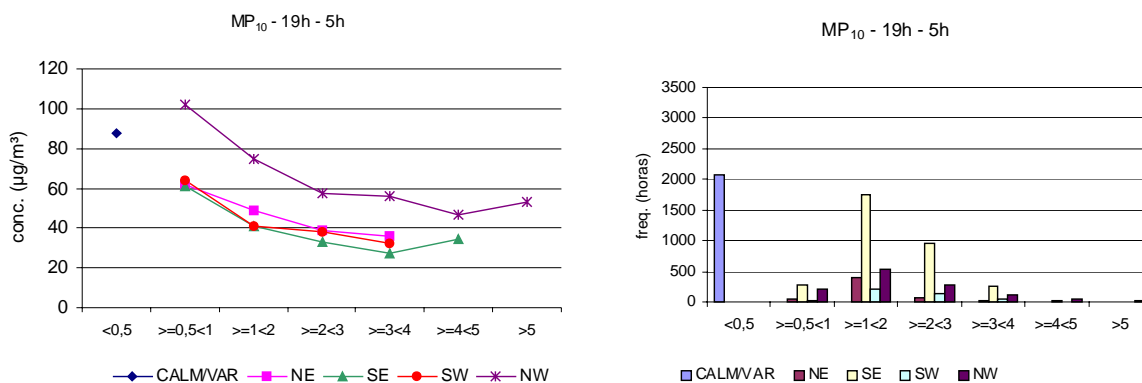 MP₁₀ - 19h - 5h
120
100
80
60
40
20
0
conc. (µg/m³)
<0,5 >=0,5<1 >=1<2 >=2<3 >=3<4 >=4<5 >5
CALM/VAR NE SE SW NW
MP₁₀ - 19h - 5h
3500
3000
2500
2000
1500
1000
500
0
freq. (horas)
<0,5 >=0,5<1 >=1<2 >=2<3 >=3<4 >=4<5 >5
CALM/VAR NE SE SW NW